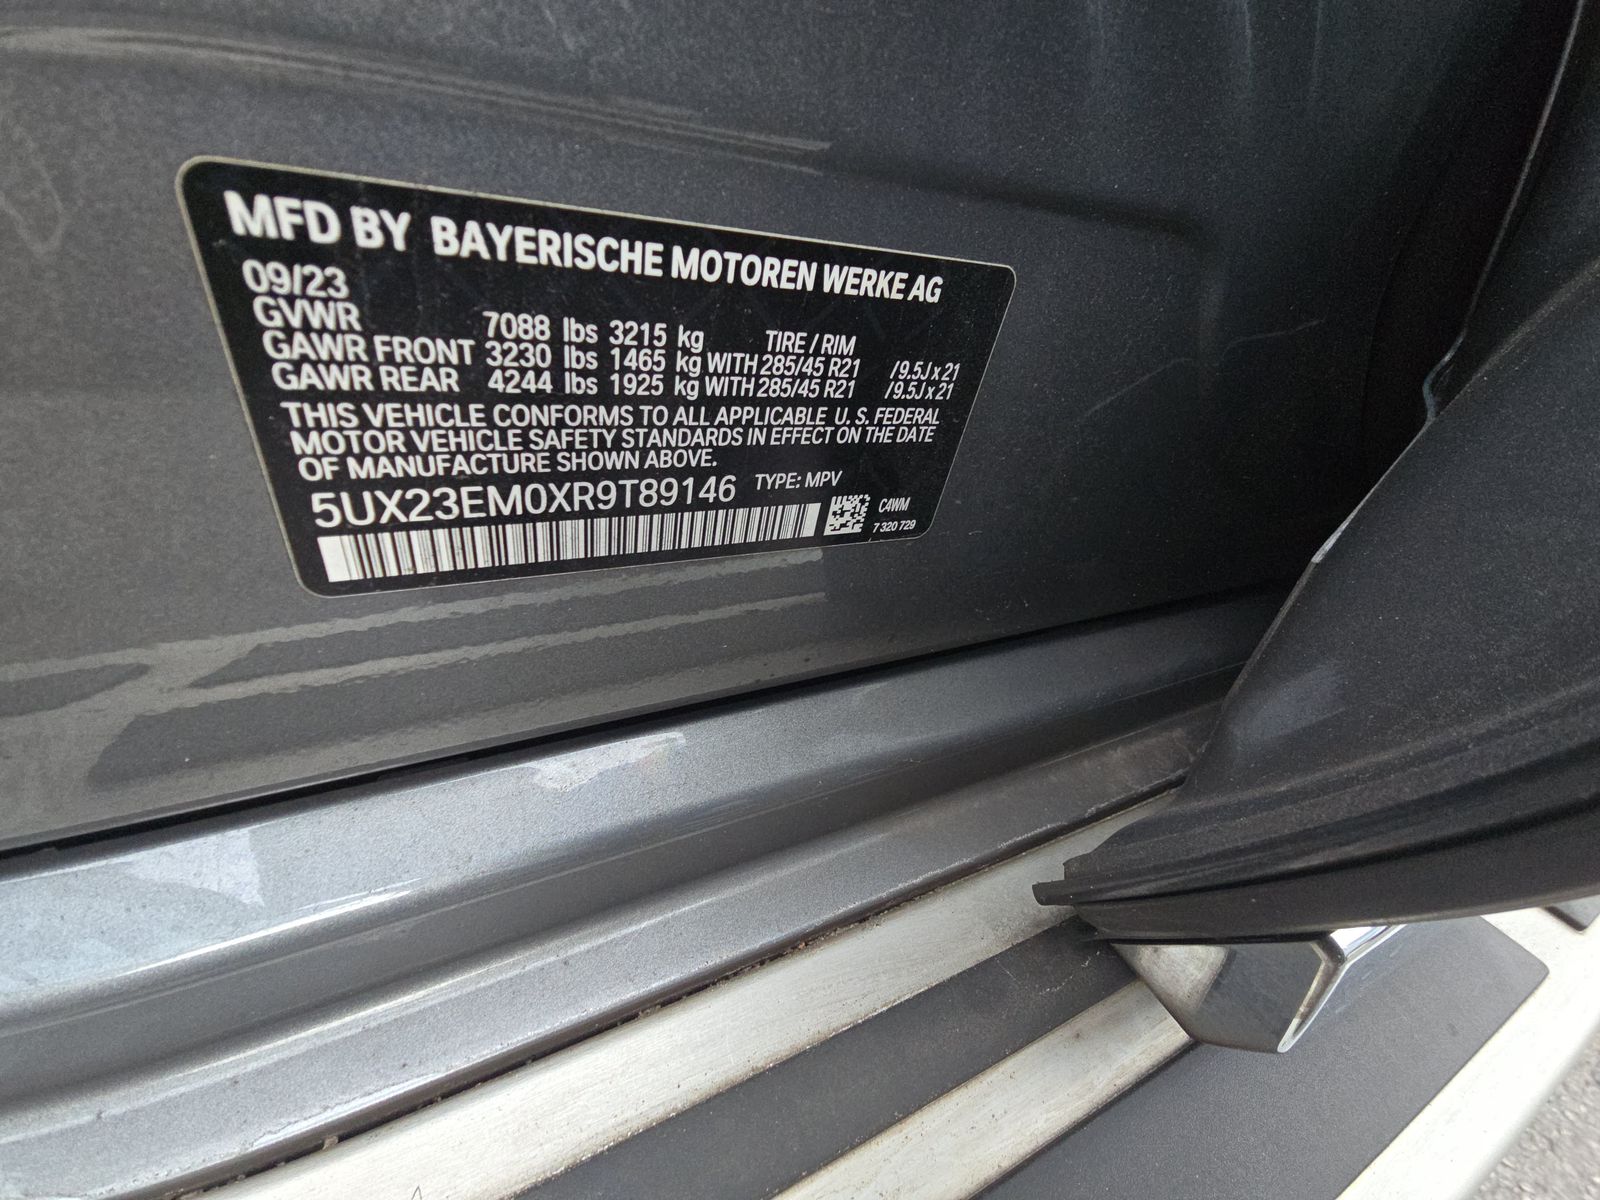 MFD BY BAYERISCHE MOTOREN WERKE AG
09/23
GVWR 7088 lbs 3215 kg TIRE / RIM
GAWR FRONT 3230 lbs 1465 kg WITH 285/45 R21 /9.5J x 21
GAWR REAR 4244 lbs 1925 kg WITH 285/45 R21 /9.5J x 21
THIS VEHICLE CONFORMS TO ALL APPLICABLE U.S. FEDERAL
MOTOR VEHICLE SAFETY STANDARDS IN EFFECT ON THE DATE
OF MANUFACTURE SHOWN ABOVE.
5UX23EM0XR9T89146 TYPE: MPV
C4WM
7 320 729